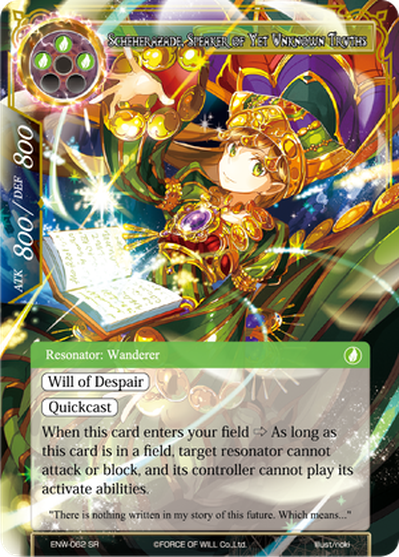 Scheherazade, Speaker of Yet Unknown Truths
ATK 800 / DEF 800
Resonator: Wanderer
Will of Despair
Quickcast
When this card enters your field ⇨ As long as
this card is in a field, target resonator cannot
attack or block, and its controller cannot play its
activate abilities.
"There is nothing written in my story of this future. Which means..."
ENW-062 SR
©FORCE OF WILL Co.,Ltd.
Illust/noki